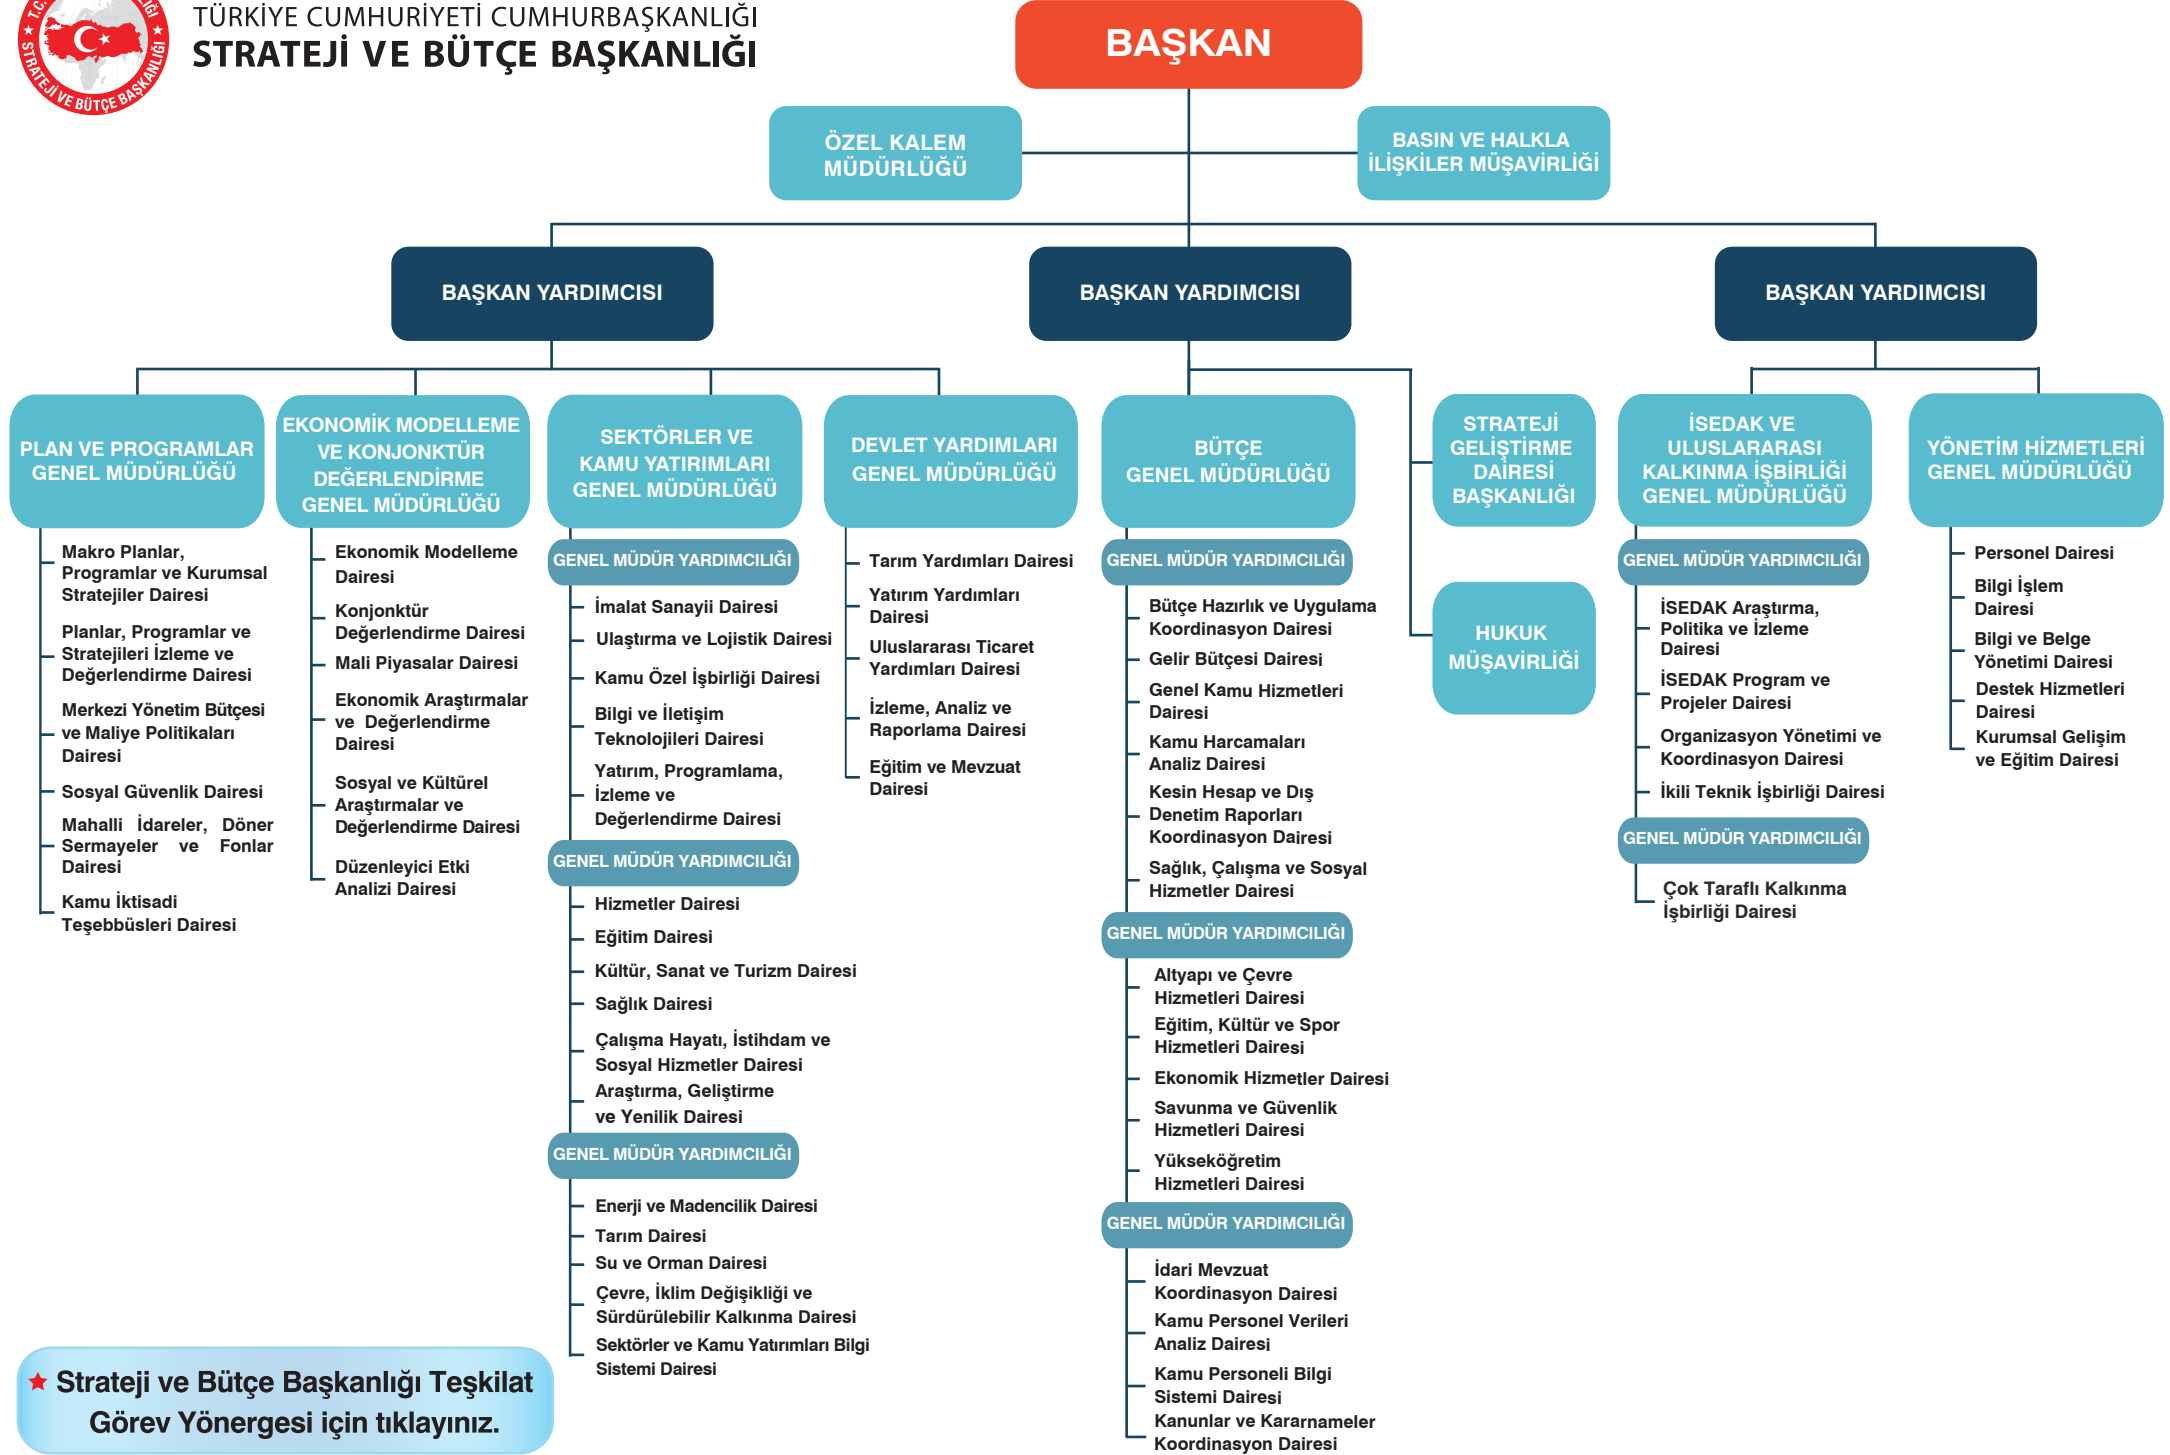 TÜRKİYE CUMHURİYETİ CUMHURBAŞKANLIĞI
STRATEJİ VE BÜTÇE BAŞKANLIĞI
T.C.
STRATEJİ VE BÜTÇE BAŞKANLIĞI
BAŞKAN
ÖZEL KALEM
MÜDÜRLÜĞÜ
BASIN VE HALKLA
İLİŞKİLER MÜŞAVİRLİĞİ
BAŞKAN YARDIMCISI
BAŞKAN YARDIMCISI
BAŞKAN YARDIMCISI
PLAN VE PROGRAMLAR
GENEL MÜDÜRLÜĞÜ
Makro Planlar,
Programlar ve Kurumsal
Stratejiler Dairesi
Planlar, Programlar ve
Stratejileri İzleme ve
Değerlendirme Dairesi
Merkezi Yönetim Bütçesi
ve Maliye Politikaları
Dairesi
Sosyal Güvenlik Dairesi
Mahalli İdareler, Döner
Sermayeler ve Fonlar
Dairesi
Kamu İktisadi
Teşebbüsleri Dairesi
EKONOMİK MODELLEME
VE KONJONKTÜR
DEĞERLENDİRME
GENEL MÜDÜRLÜĞÜ
Ekonomik Modelleme
Dairesi
Konjonktür
Değerlendirme Dairesi
Mali Piyasalar Dairesi
Ekonomik Araştırmalar
ve Değerlendirme
Dairesi
Sosyal ve Kültürel
Araştırmalar ve
Değerlendirme Dairesi
Düzenleyici Etki
Analizi Dairesi
SEKTÖRLER VE
KAMU YATIRIMLARI
GENEL MÜDÜRLÜĞÜ
GENEL MÜDÜR YARDIMCILIĞI
İmalat Sanayii Dairesi
Ulaştırma ve Lojistik Dairesi
Kamu Özel İşbirliği Dairesi
Bilgi ve İletişim
Teknolojileri Dairesi
Yatırım, Programlama,
İzleme ve
Değerlendirme Dairesi
GENEL MÜDÜR YARDIMCILIĞI
Hizmetler Dairesi
Eğitim Dairesi
Kültür, Sanat ve Turizm Dairesi
Sağlık Dairesi
Çalışma Hayatı, İstihdam ve
Sosyal Hizmetler Dairesi
Araştırma, Geliştirme
ve Yenilik Dairesi
GENEL MÜDÜR YARDIMCILIĞI
Enerji ve Madencilik Dairesi
Tarım Dairesi
Su ve Orman Dairesi
Çevre, İklim Değişikliği ve
Sürdürülebilir Kalkınma Dairesi
Sektörler ve Kamu Yatırımları Bilgi
Sistemi Dairesi
DEVLET YARDIMLARI
GENEL MÜDÜRLÜĞÜ
Tarım Yardımları Dairesi
Yatırım Yardımları
Dairesi
Uluslararası Ticaret
Yardımları Dairesi
İzleme, Analiz ve
Raporlama Dairesi
Eğitim ve Mevzuat
Dairesi
BÜTÇE
GENEL MÜDÜRLÜĞÜ
GENEL MÜDÜR YARDIMCILIĞI
Bütçe Hazırlık ve Uygulama
Koordinasyon Dairesi
Gelir Bütçesi Dairesi
Genel Kamu Hizmetleri
Dairesi
Kamu Harcamaları
Analiz Dairesi
Kesin Hesap ve Dış
Denetim Raporları
Koordinasyon Dairesi
Sağlık, Çalışma ve Sosyal
Hizmetler Dairesi
GENEL MÜDÜR YARDIMCILIĞI
Altyapı ve Çevre
Hizmetleri Dairesi
Eğitim, Kültür ve Spor
Hizmetleri Dairesi
Ekonomik Hizmetler Dairesi
Savunma ve Güvenlik
Hizmetleri Dairesi
Yükseköğretim
Hizmetleri Dairesi
GENEL MÜDÜR YARDIMCILIĞI
İdari Mevzuat
Koordinasyon Dairesi
Kamu Personel Verileri
Analiz Dairesi
Kamu Personeli Bilgi
Sistemi Dairesi
Kanunlar ve Kararnameler
Koordinasyon Dairesi
STRATEJİ
GELİŞTİRME
DAİRESİ
BAŞKANLIĞI
HUKUK
MÜŞAVİRLİĞİ
İSEDAK VE
ULUSLARARASI
KALKINMA İŞBİRLİĞİ
GENEL MÜDÜRLÜĞÜ
GENEL MÜDÜR YARDIMCILIĞI
İSEDAK Araştırma,
Politika ve İzleme
Dairesi
İSEDAK Program ve
Projeler Dairesi
Organizasyon Yönetimi ve
Koordinasyon Dairesi
İkili Teknik İşbirliği Dairesi
GENEL MÜDÜR YARDIMCILIĞI
Çok Taraflı Kalkınma
İşbirliği Dairesi
YÖNETİM HİZMETLERİ
GENEL MÜDÜRLÜĞÜ
Personel Dairesi
Bilgi İşlem
Dairesi
Bilgi ve Belge
Yönetimi Dairesi
Destek Hizmetleri
Dairesi
Kurumsal Gelişim
ve Eğitim Dairesi
Strateji ve Bütçe Başkanlığı Teşkilat
Görev Yönergesi için tıklayınız.